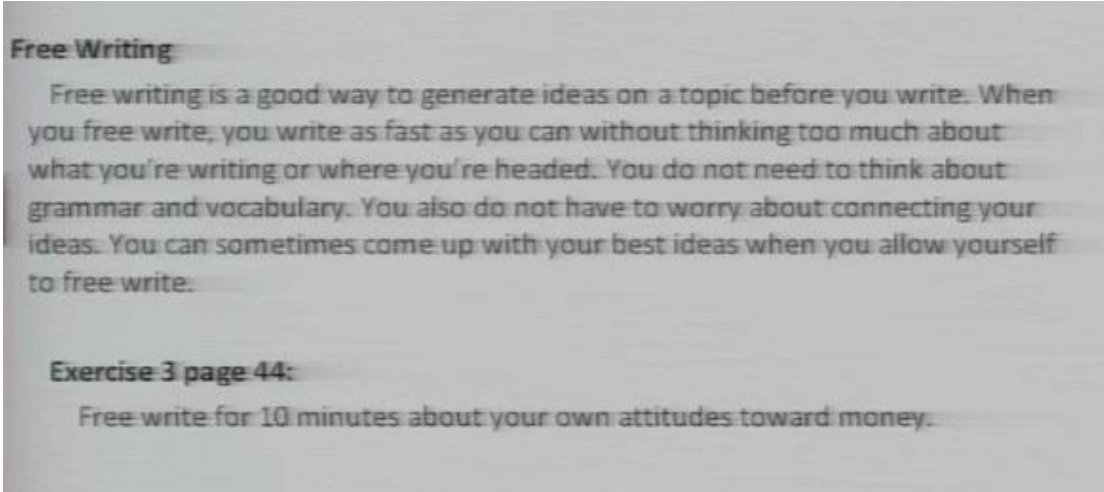 Free Writing
Free writing is a good way to generate ideas on a topic before you write. When
you free write, you write as fast as you can without thinking too much about
what you're writing or where you're headed. You do not need to think about
grammar and vocabulary. You also do not have to worry about connecting your
ideas. You can sometimes come up with your best ideas when you allow yourself
to free write.
Exercise 3 page 44:
Free write for 10 minutes about your own attitudes toward money.